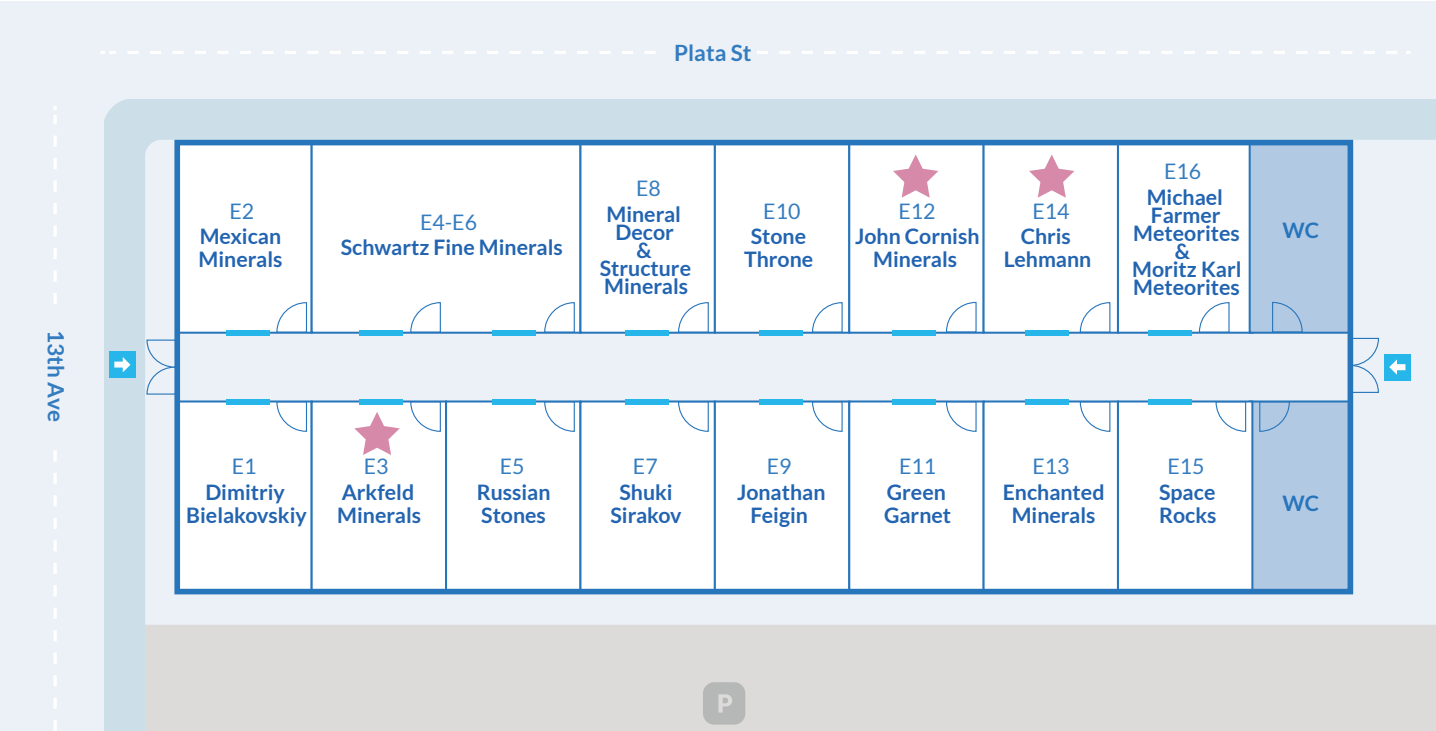 Plata St
13th Ave
E2
Mexican
Minerals
E4-E6
Schwartz Fine Minerals
E8
Mineral
Decor
&
Structure
Minerals
E10
Stone
Throne
E12
John Cornish
Minerals
E14
Chris
Lehmann
E16
Michael
Farmer
Meteorites
&
Moritz Karl
Meteorites
WC
E1
Dimitriy
Bielakovskiy
E3
Arkfeld
Minerals
E5
Russian
Stones
E7
Shuki
Sirakov
E9
Jonathan
Feigin
E11
Green
Garnet
E13
Enchanted
Minerals
E15
Space
Rocks
WC
P